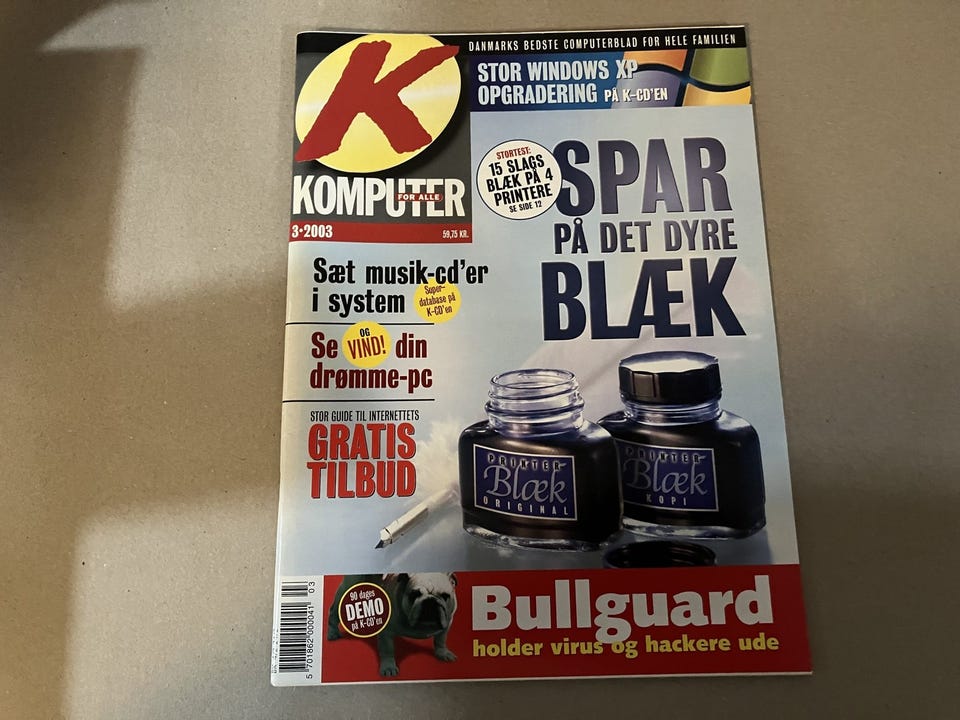 DANMARKS BEDSTE COMPUTERBLAD FOR HELE FAMILIEN
K
STOR WINDOWS XP
OPGRADERING PÅ K-CD'EN
KOMPUTER
FOR ALLE
3•2003
59,75 KR.
STORTEST:
15 SLAGS
BLÆK PÅ 4
PRINTERE
SE SIDE 12
SPAR
PÅ DET DYRE
BLÆK
Sæt musik-cd'er
i system
Super-
database på
K-CD'en
Se OG VIND! din
drømme-pc
STOR GUIDE TIL INTERNETTETS
GRATIS
TILBUD
PRINTER
Blæk
ORIGINAL
PRINTER
Blæk
KOPI
90 dages
DEMO
på K-CD'en
Bullguard
holder virus og hackere ude
5 701862 000041
03